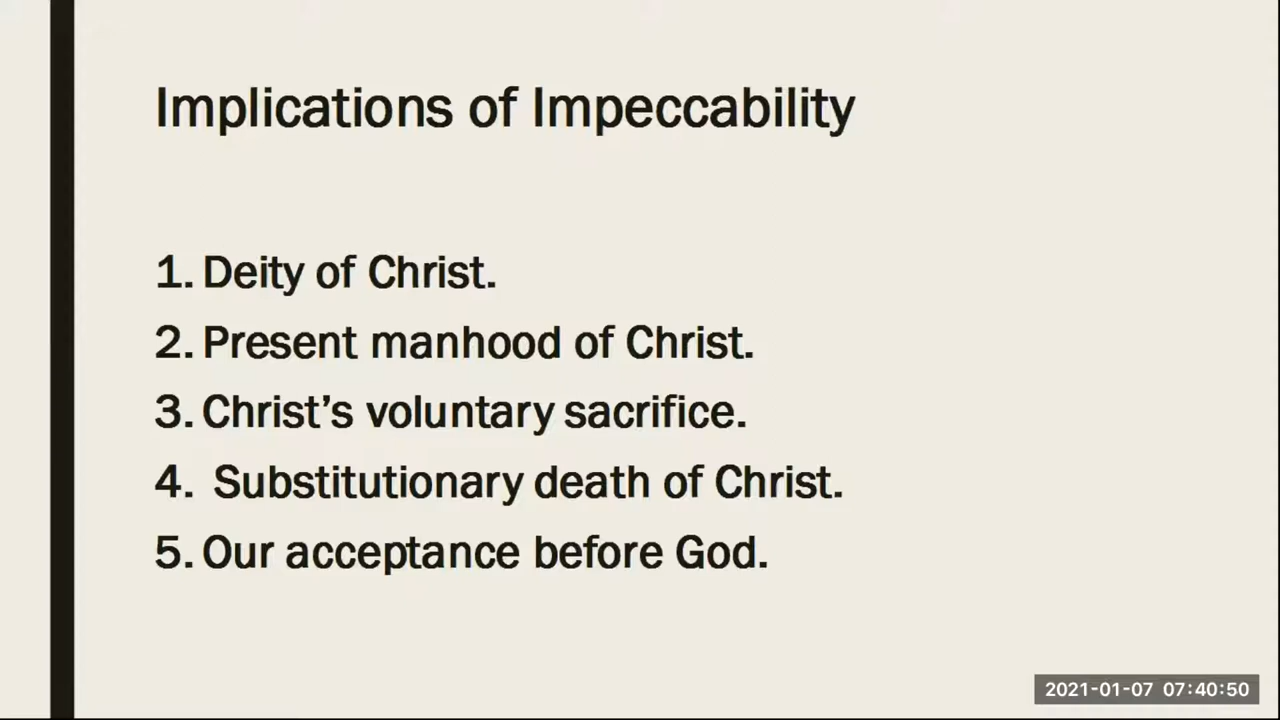 Implications of Impeccability
1. Deity of Christ.
2. Present manhood of Christ.
3. Christ’s voluntary sacrifice.
4. Substitutionary death of Christ.
5. Our acceptance before God.
2021-01-07 07:40:50